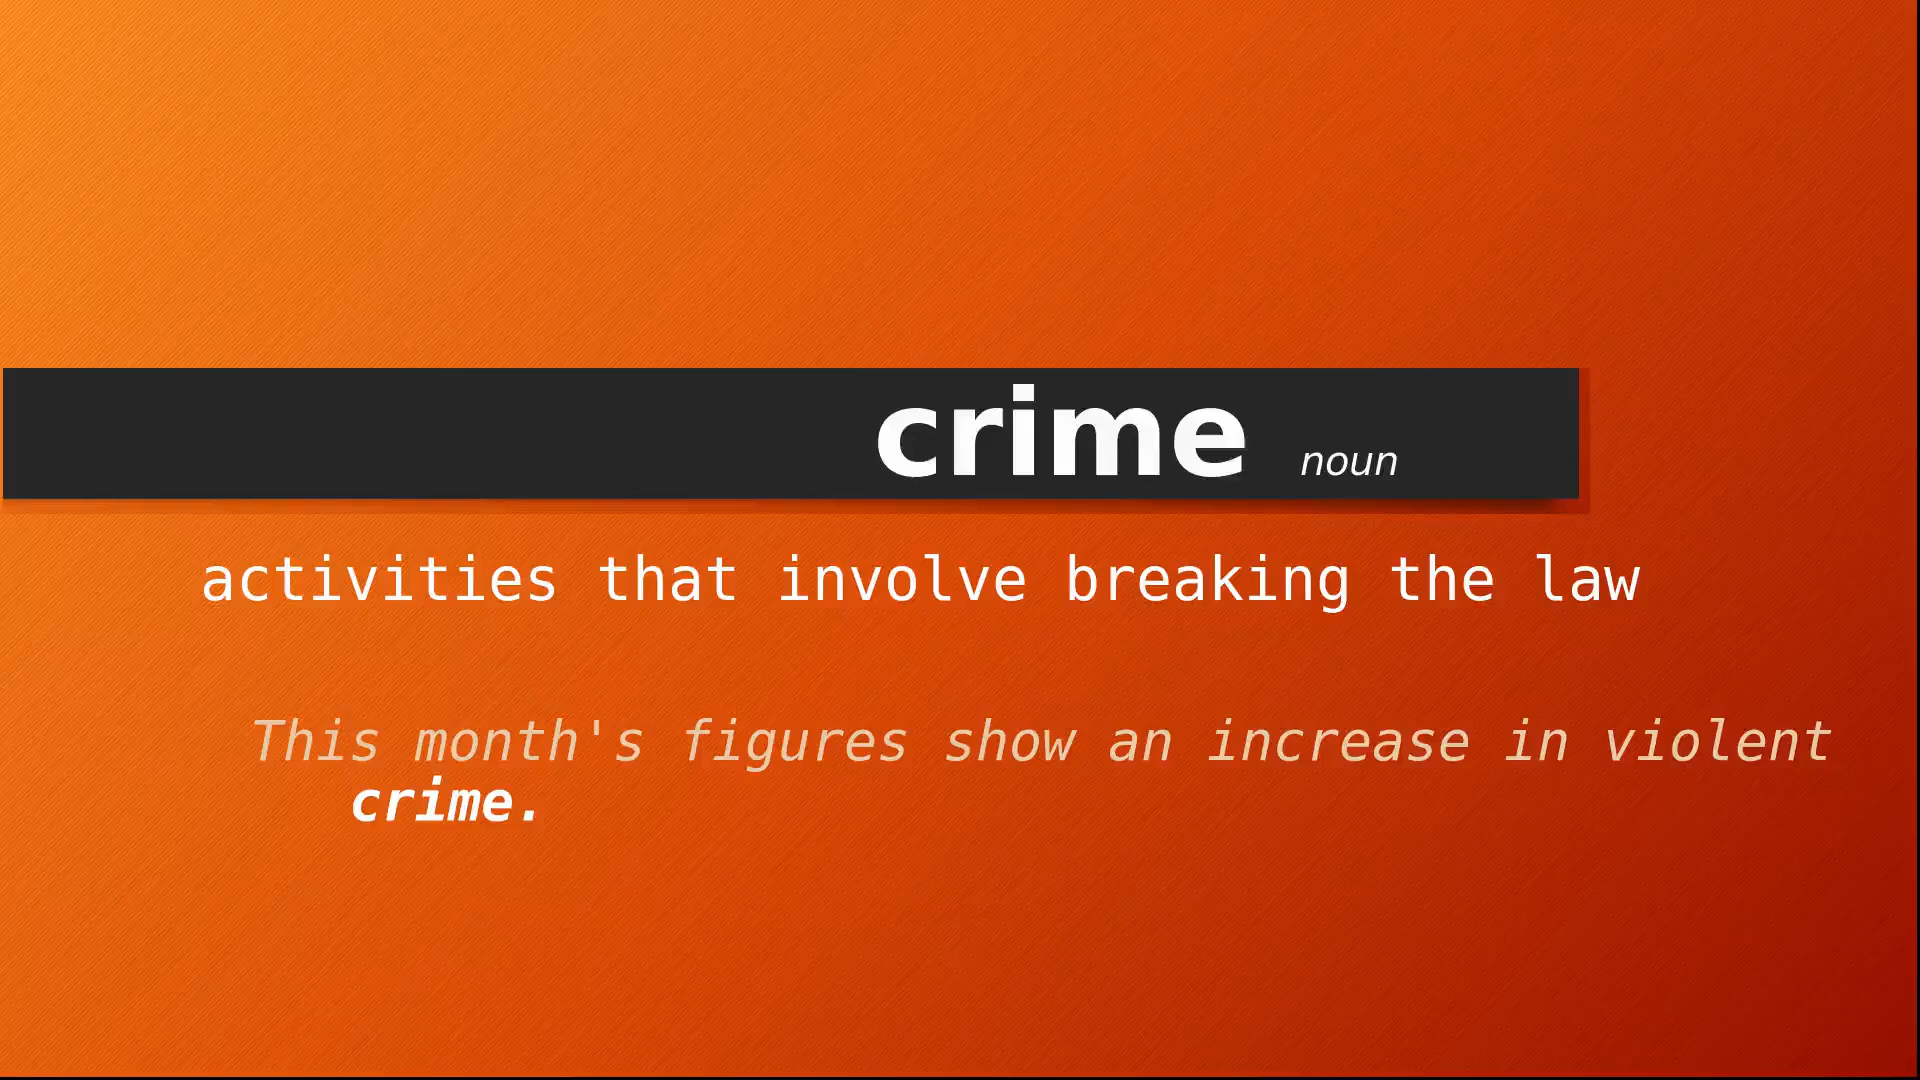 crime noun
activities that involve breaking the law
This month's figures show an increase in violent
crime.